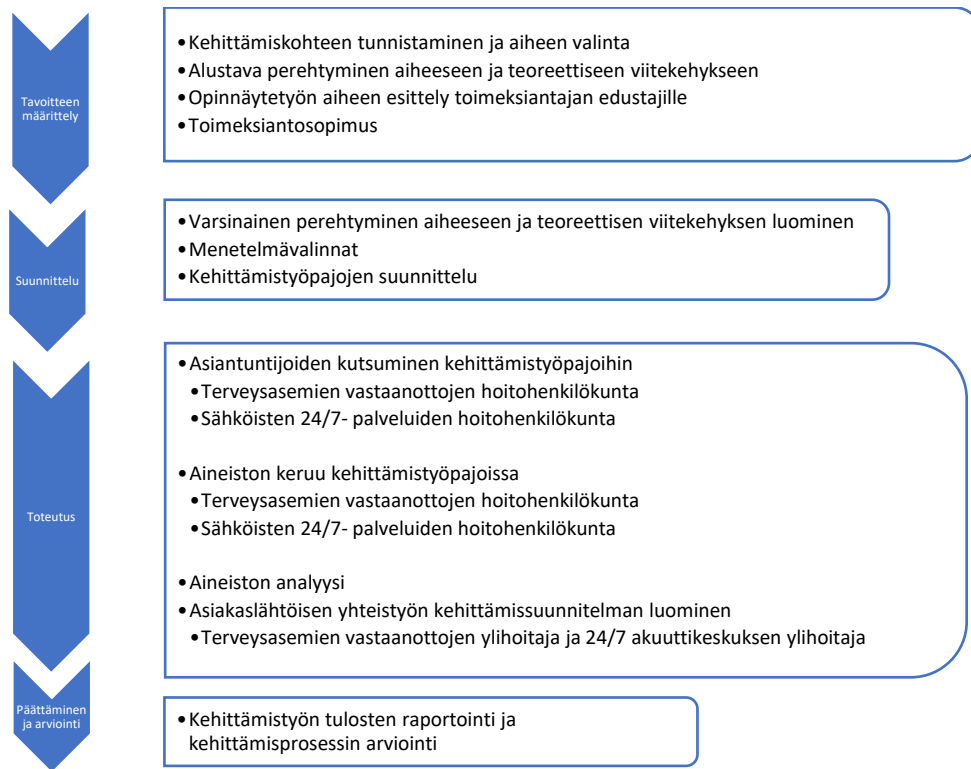 Tavoitteen
määrittely
•Kehittämiskohteen tunnistaminen ja aiheen valinta
•Alustava perehtyminen aiheeseen ja teoreettiseen viitekehykseen
•Opinnäytetyön aiheen esittely toimeksiantajan edustajille
•Toimeksiantosopimus
Suunnittelu
•Varsinainen perehtyminen aiheeseen ja teoreettisen viitekehyksen luominen
•Menetelmävalinnat
•Kehittämistyöpajojen suunnittelu
Toteutus
•Asiantuntijoiden kutsuminen kehittämistyöpajoihin
•Terveysasemien vastaanottojen hoitohenkilökunta
•Sähköisten 24/7- palveluiden hoitohenkilökunta
•Aineiston keruu kehittämistyöpajoissa
•Terveysasemien vastaanottojen hoitohenkilökunta
•Sähköisten 24/7- palveluiden hoitohenkilökunta
•Aineiston analyysi
•Asiakaslähtöisen yhteistyön kehittämissuunnitelman luominen
•Terveysasemien vastaanottojen ylihoitaja ja 24/7 akuuttikeskuksen ylihoitaja
Päättäminen
ja arviointi
•Kehittämistyön tulosten raportointi ja
kehittämisprosessin arviointi